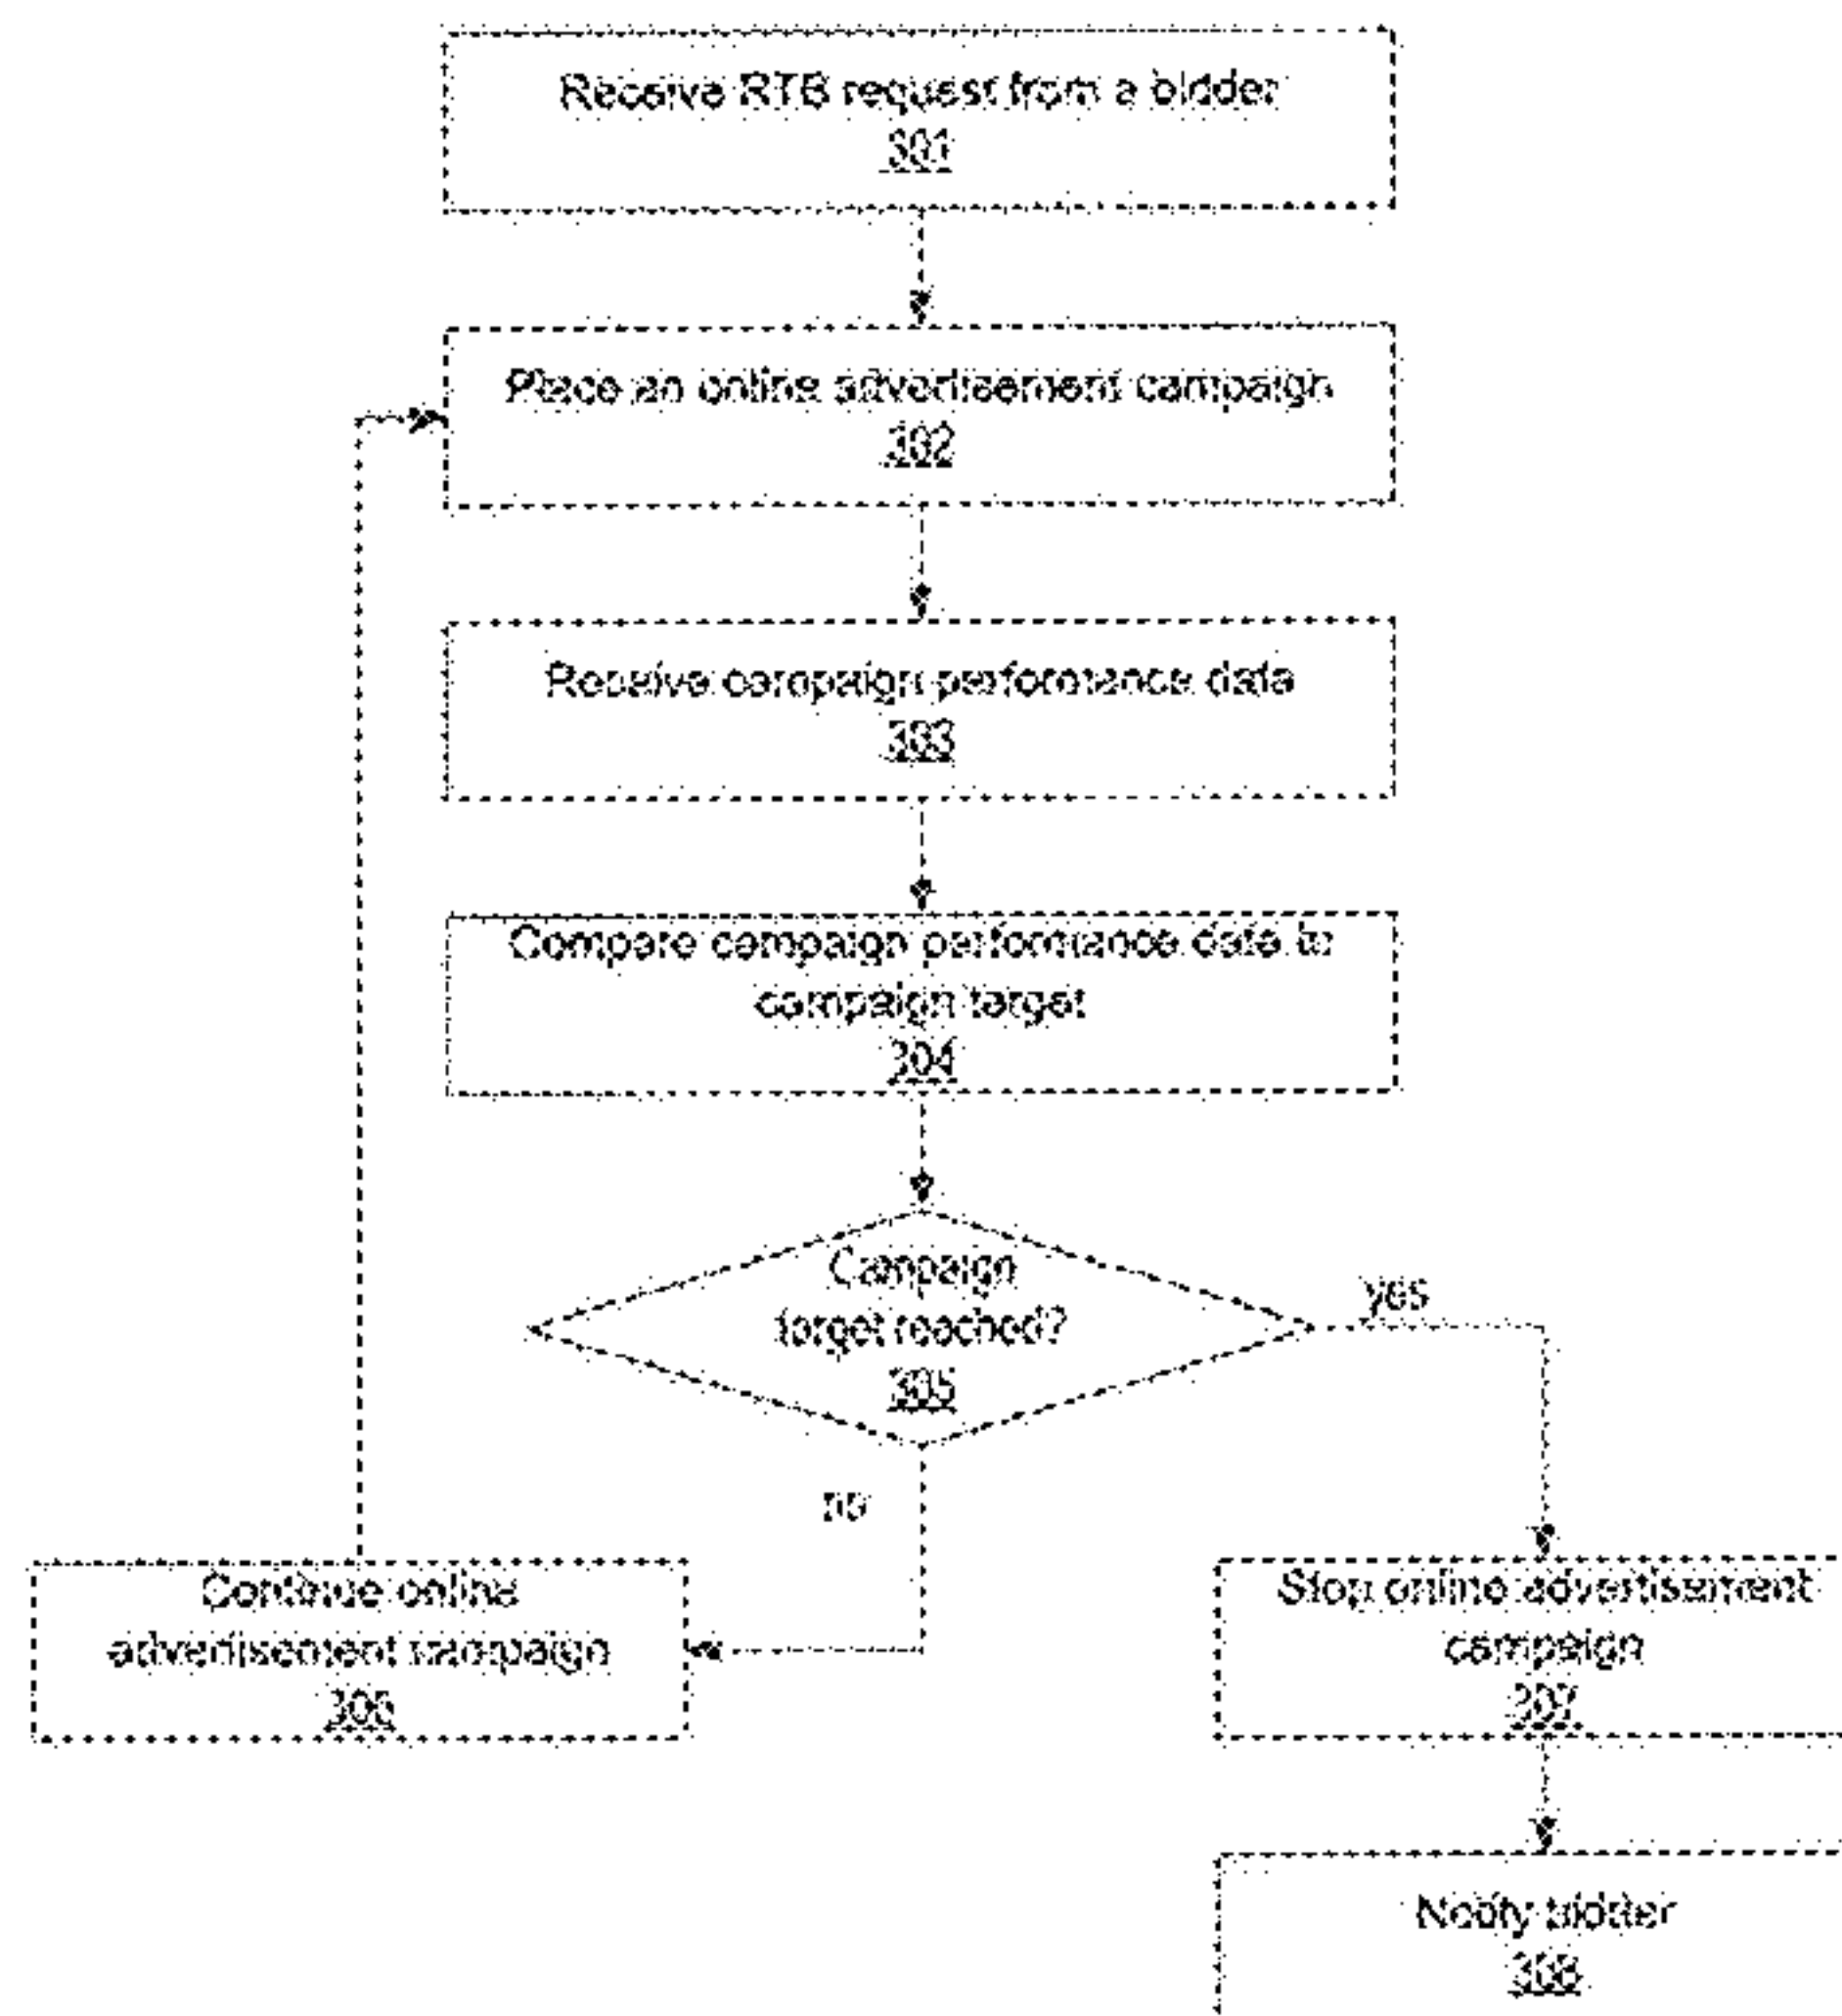 Receive RTB request from a bidder
301
Place an online advertisement campaign
302
Receive campaign performance data
303
Compare campaign performance data to
campaign target
304
Campaign
target reached?
305
yes
no
Continue online
advertisement campaign
306
Stop online advertisement
campaign
307
Notify bidder
308